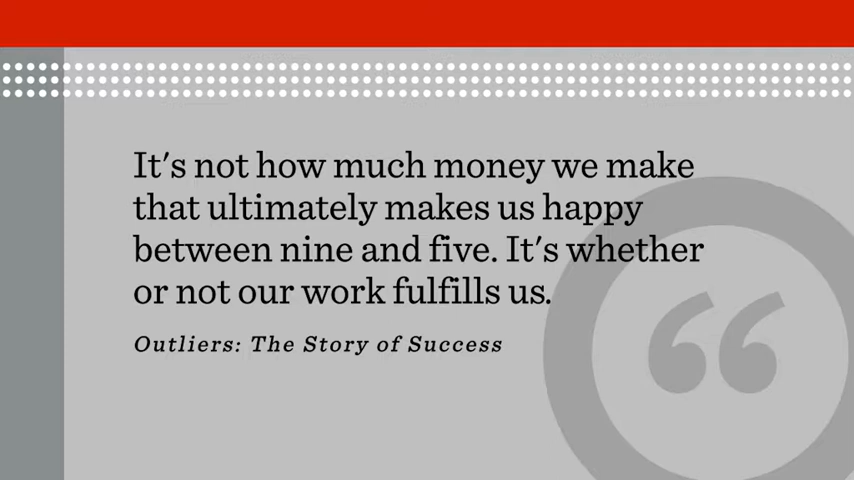 It's not how much money we make
that ultimately makes us happy
between nine and five. It's whether
or not our work fulfills us.
Outliers: The Story of Success